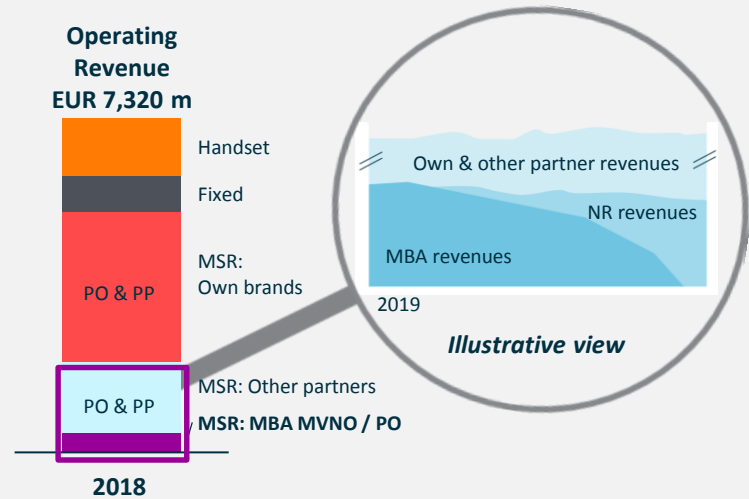 Operating
Revenue
EUR 7,320 m
Handset
Fixed
MSR:
Own brands
PO & PP
PO & PP
MSR: Other partners
MSR: MBA MVNO / PO
2018
Own & other partner revenues
NR revenues
MBA revenues
2019
Illustrative view